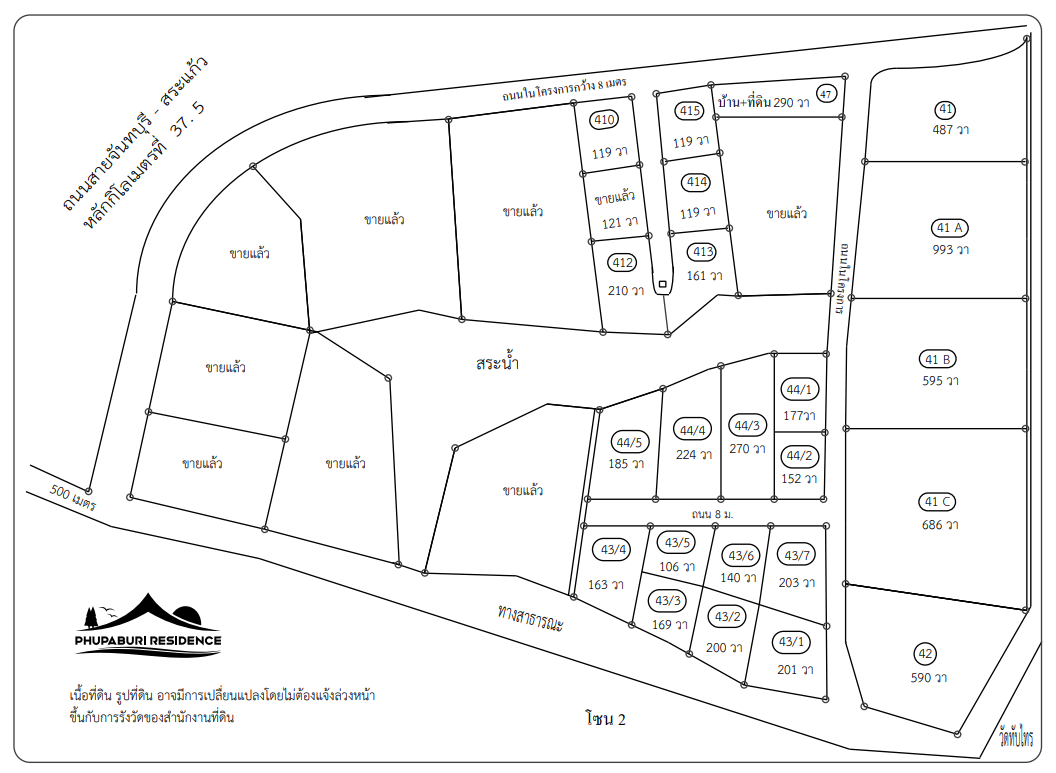 ถนนสายจันทบุรี - สระแก้ว
หลักกิโลเมตรที่ 37.5
ถนนในโครงการกว้าง 8 เมตร
410
119 วา
ขายแล้ว
121 วา
412
210 วา
415
119 วา
414
119 วา
413
161 วา
บ้าน+ที่ดิน 290 วา
47
ขายแล้ว
ถนนในโครงการ
41
487 วา
41 A
993 วา
41 B
595 วา
41 C
686 วา
42
590 วา
ขายแล้ว
ขายแล้ว
ขายแล้ว
ขายแล้ว
ขายแล้ว
ขายแล้ว
ขายแล้ว
สระน้ำ
44/1
177วา
44/2
152 วา
44/3
270 วา
44/4
224 วา
44/5
185 วา
ถนน 8 ม.
43/4
163 วา
43/5
106 วา
43/6
140 วา
43/7
203 วา
43/3
169 วา
43/2
200 วา
43/1
201 วา
500 เมตร
ทางสาธารณะ
PHUPABURI RESIDENCE
เนื้อที่ดิน รูปที่ดิน อาจมีการเปลี่ยนแปลงโดยไม่ต้องแจ้งล่วงหน้า
ขึ้นกับการรังวัดของสำนักงานที่ดิน
โซน 2
วัดทับไทร